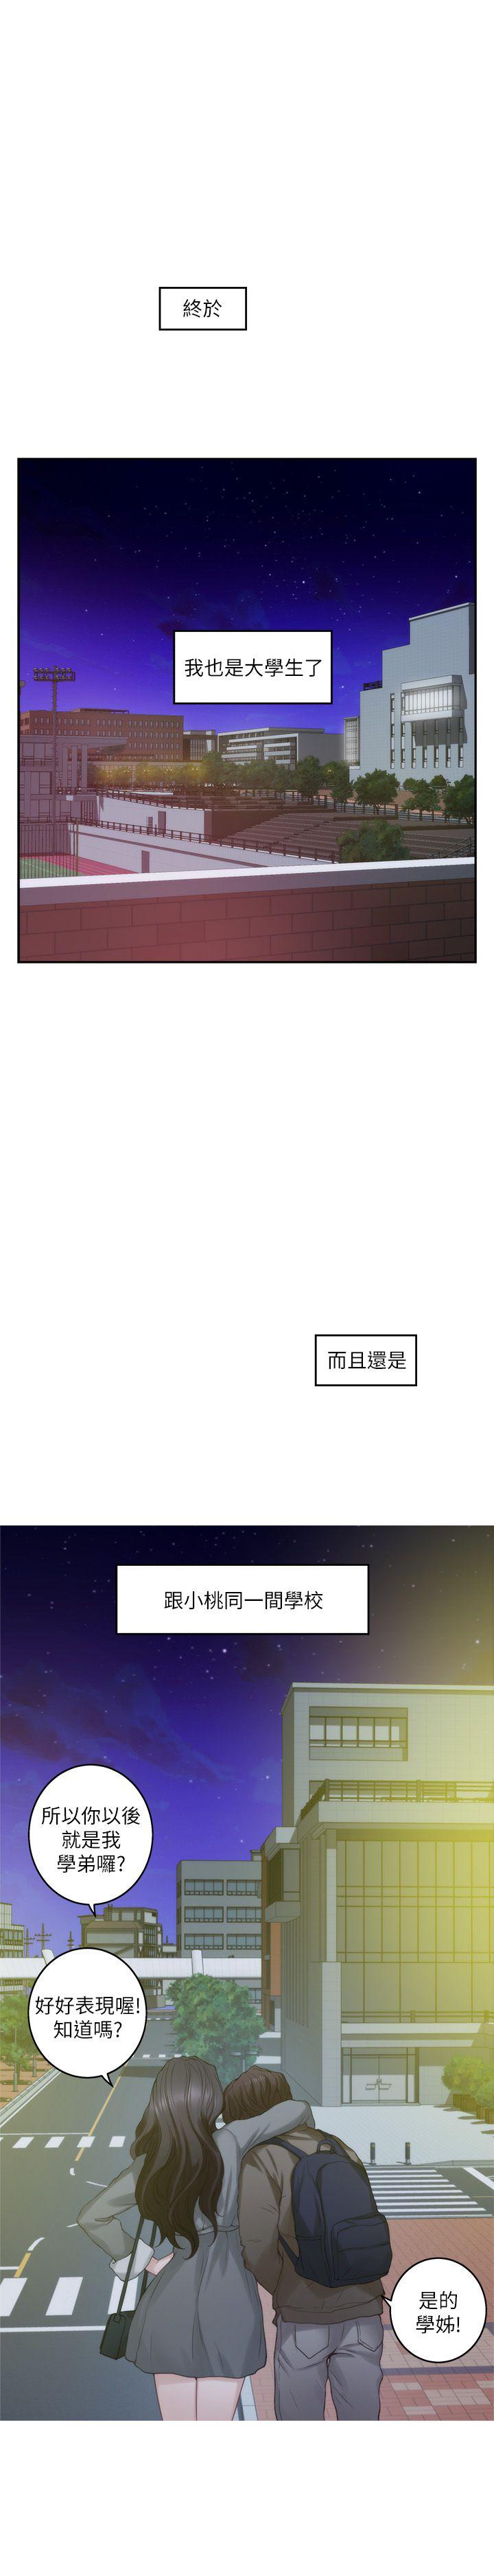 終於
我也是大學生了
而且還是
跟小桃同一間學校
所以你以後
就是我
學弟囉?
好好表現喔!
知道嗎?
是的
學姊!